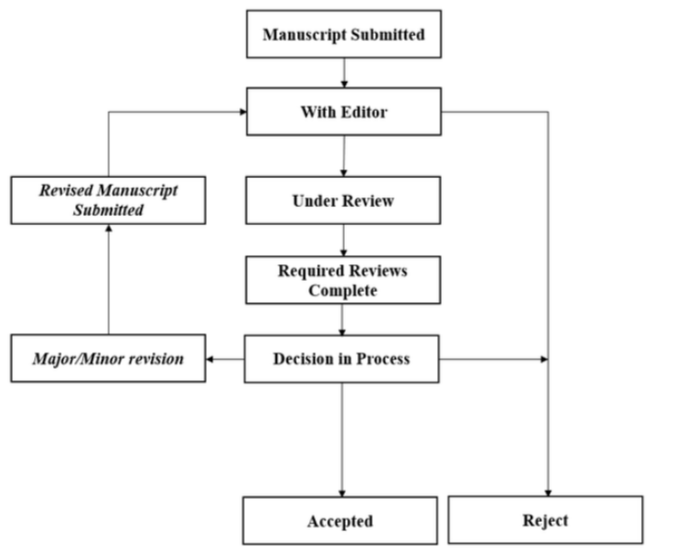 Manuscript Submitted
With Editor
Revised Manuscript
Submitted
Under Review
Required Reviews
Complete
Major/Minor revision
Decision in Process
Accepted
Reject